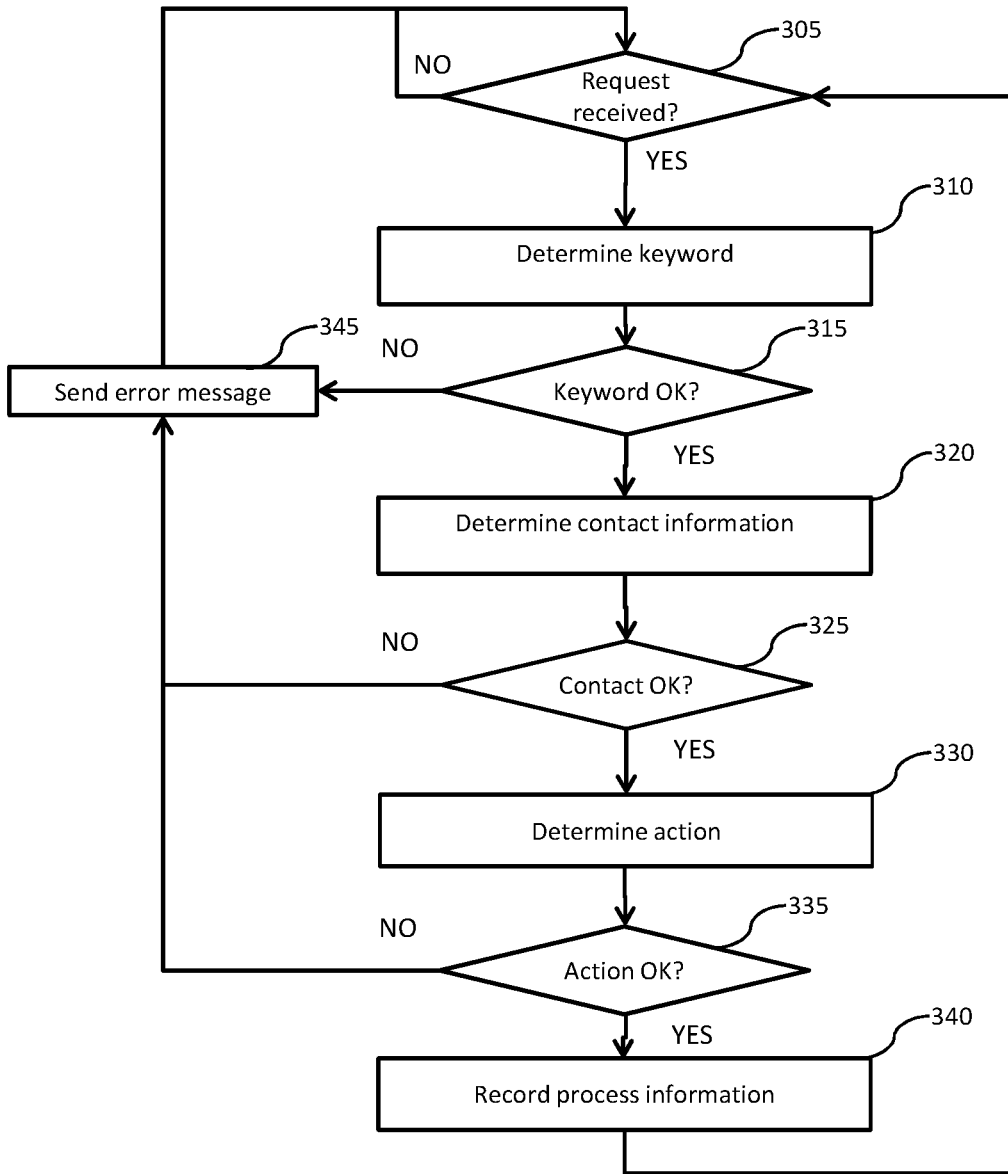 305
NO
Request
received?
YES
310
Determine keyword
345
NO
315
Send error message
Keyword OK?
YES
320
Determine contact information
NO
325
Contact OK?
YES
330
Determine action
NO
335
Action OK?
YES
340
Record process information